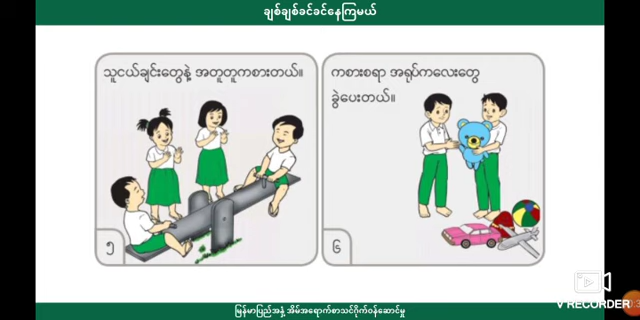 ချစ်ချစ်ခင်ခင်နေကြမယ်
သူငယ်ချင်းတွေနဲ့ အတူတူကစားတယ်။
၅
ကစားစရာ အရုပ်ကလေးတွေ
ခွဲပေးတယ်။
၆
V RECORDER
မြန်မာပြည်အနှံ့ အိမ်အရောက်စာသင်ဝိုက်ဝန်ဆောင်မှု